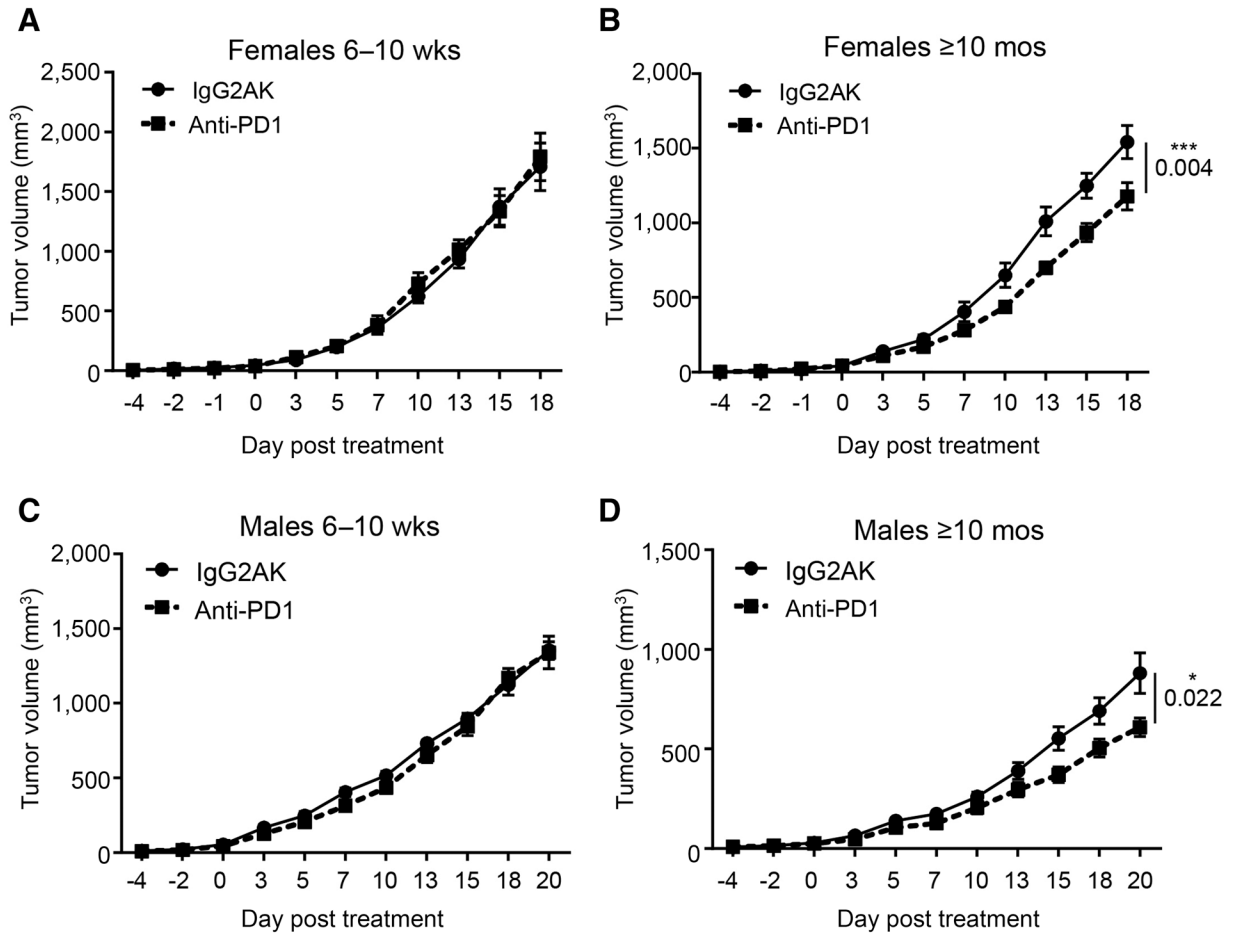 A
Females 6–10 wks
IgG2AK
Anti-PD1
Tumor volume (mm³)
2,500
2,000
1,500
1,000
500
0
-4 -2 -1 0 3 5 7 10 13 15 18
Day post treatment
B
Females ≥10 mos
IgG2AK
Anti-PD1
Tumor volume (mm³)
2,000
1,500
1,000
500
0
-4 -2 -1 0 3 5 7 10 13 15 18
Day post treatment
***
0.004
C
Males 6–10 wks
IgG2AK
Anti-PD1
Tumor volume (mm³)
2,000
1,500
1,000
500
0
-4 -2 0 3 5 7 10 13 15 18 20
Day post treatment
D
Males ≥10 mos
IgG2AK
Anti-PD1
Tumor volume (mm³)
1,500
1,000
500
0
-4 -2 0 3 5 7 10 13 15 18 20
Day post treatment
*
0.022